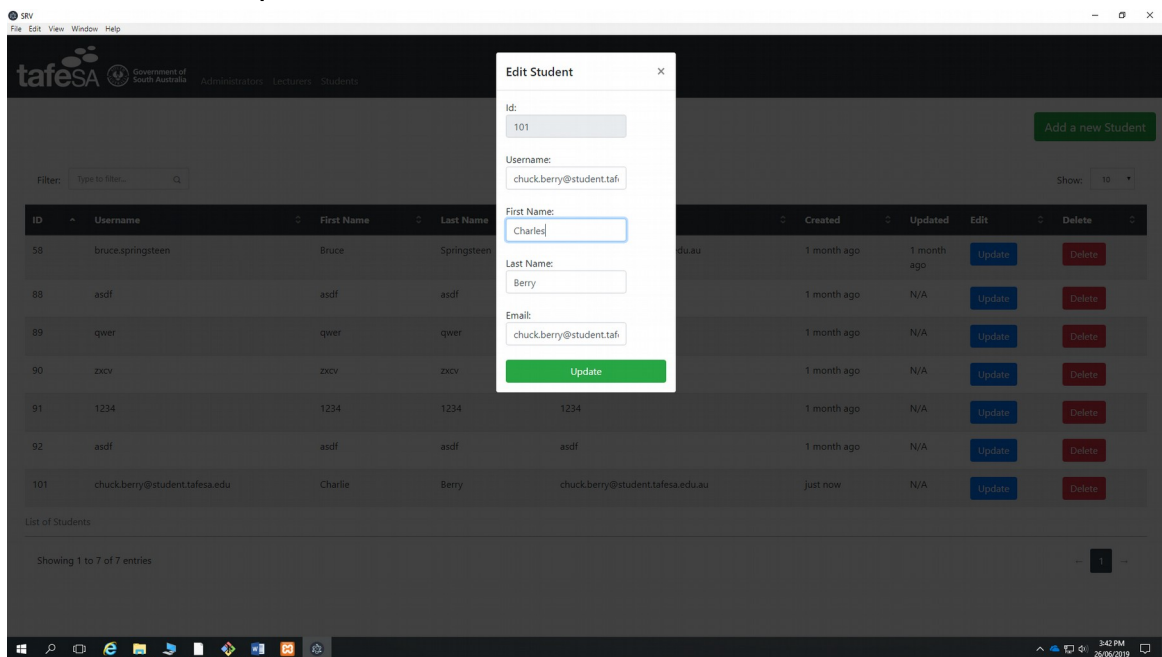 SRV
File Edit View Window Help
tafeSA Government of South Australia Administrators Lecturers Students
Edit Student ×
Id:
101
Add a new Student
Username:
chuck.berry@student.taf
Filter: Type to filter... Show: 10
First Name:
Charles
ID Username First Name Last Name Created Updated Edit Delete
58 bruce.springsteen Bruce Springsteen edu.au 1 month ago 1 month ago Update Delete
Last Name:
Berry
88 asdf asdf asdf 1 month ago N/A Update Delete
Email:
chuck.berry@student.taf
89 qwer qwer qwer 1 month ago N/A Update Delete
Update
90 zxcv zxcv zxcv 1 month ago N/A Update Delete
91 1234 1234 1234 1234 1 month ago N/A Update Delete
92 asdf asdf asdf asdf 1 month ago N/A Update Delete
101 chuck.berry@student.tafesa.edu Charlie Berry chuck.berry@student.tafesa.edu.au just now N/A Update Delete
List of Students
Showing 1 to 7 of 7 entries ← 1 →
3:42 PM
26/06/2019